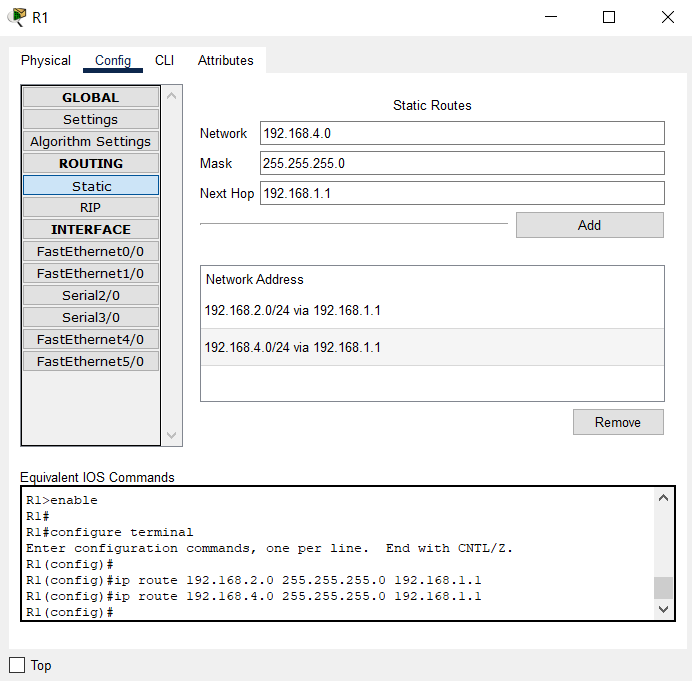 R1
Physical Config CLI Attributes
GLOBAL
Settings
Algorithm Settings
ROUTING
Static
RIP
INTERFACE
FastEthernet0/0
FastEthernet1/0
Serial2/0
Serial3/0
FastEthernet4/0
FastEthernet5/0
Static Routes
Network 192.168.4.0
Mask 255.255.255.0
Next Hop 192.168.1.1
Add
Network Address
192.168.2.0/24 via 192.168.1.1
192.168.4.0/24 via 192.168.1.1
Remove
Equivalent IOS Commands
R1>enable
R1#
R1#configure terminal
Enter configuration commands, one per line.  End with CNTL/Z.
R1(config)#
R1(config)#ip route 192.168.2.0 255.255.255.0 192.168.1.1
R1(config)#ip route 192.168.4.0 255.255.255.0 192.168.1.1
R1(config)#
Top